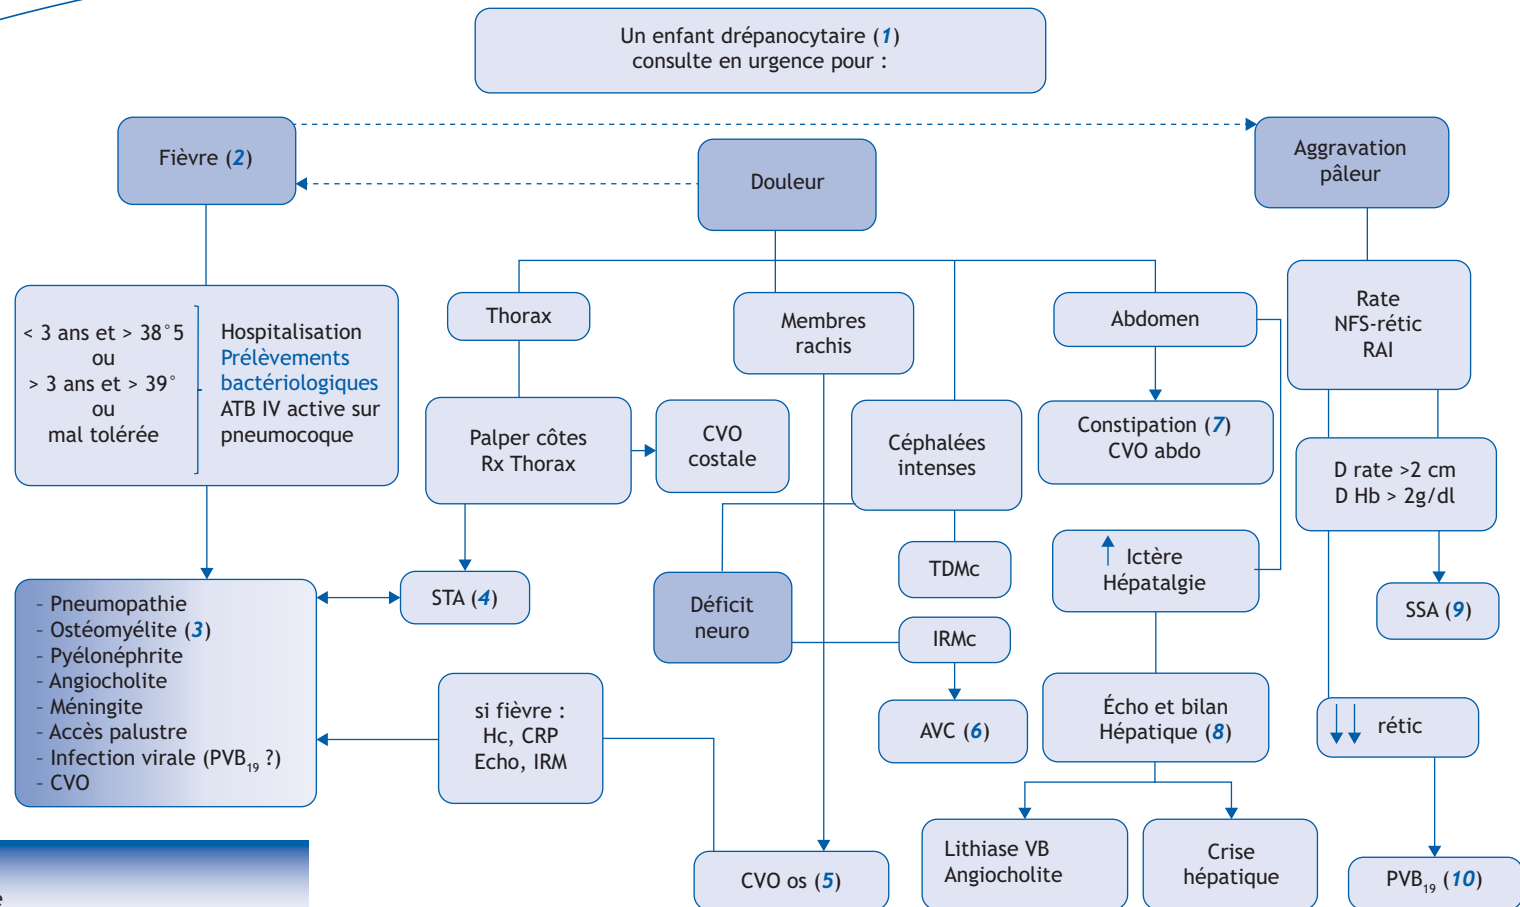 Un enfant drépanocytaire (1)
consulte en urgence pour :
Fièvre (2)
Douleur
Aggravation
pâleur
< 3 ans et > 38°5
ou
> 3 ans et > 39°
ou
mal tolérée
Hospitalisation
Prélèvements
bactériologiques
ATB IV active sur
pneumocoque
Thorax
Membres
rachis
Abdomen
Rate
NFS-rétic
RAI
Palper côtes
Rx Thorax
CVO
costale
Céphalées
intenses
Constipation (7)
CVO abdo
D rate >2 cm
D Hb > 2g/dl
TDMc
↑ Ictère
Hépatalgie
- Pneumopathie
- Ostéomyélite (3)
- Pyélonéphrite
- Angiocholite
- Méningite
- Accès palustre
- Infection virale (PVB₁₉ ?)
- CVO
STA (4)
Déficit
neuro
IRMc
SSA (9)
si fièvre :
Hc, CRP
Echo, IRM
AVC (6)
Écho et bilan
Hépatique (8)
↓↓ rétic
CVO os (5)
Lithiase VB
Angiocholite
Crise
hépatique
PVB₁₉ (10)